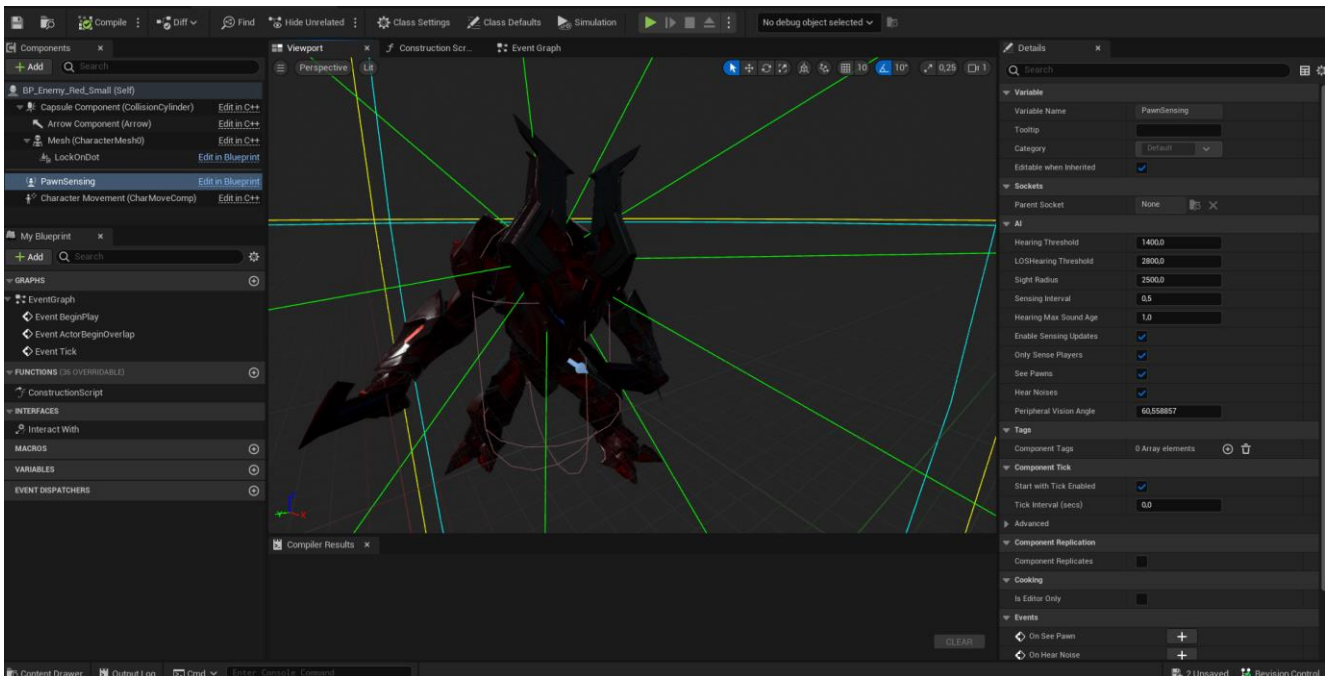 Compile
Diff
Find
Hide Unrelated
Class Settings
Class Defaults
Simulation
No debug object selected
Components
Add
Search
BP_Enemy_Red_Small (Self)
Capsule Component (CollisionCylinder) Edit in C++
Arrow Component (Arrow) Edit in C++
Mesh (CharacterMesh0) Edit in C++
LockOnDot Edit in Blueprint
PawnSensing Edit in Blueprint
Character Movement (CharMoveComp) Edit in C++
My Blueprint
Add
Search
GRAPHS
EventGraph
Event BeginPlay
Event ActorBeginOverlap
Event Tick
FUNCTIONS (36 OVERRIDABLE)
ConstructionScript
INTERFACES
Interact With
MACROS
VARIABLES
EVENT DISPATCHERS
Viewport
Construction Scr...
Event Graph
Perspective
Lit
10
10°
0,25
1
Compiler Results
CLEAR
Details
Search
Variable
Variable Name PawnSensing
Tooltip
Category Default
Editable when Inherited
Sockets
Parent Socket None
AI
Hearing Threshold 1400,0
LOSHearing Threshold 2800,0
Sight Radius 2500,0
Sensing Interval 0,5
Hearing Max Sound Age 1,0
Enable Sensing Updates
Only Sense Players
See Pawns
Hear Noises
Peripheral Vision Angle 60,558857
Tags
Component Tags 0 Array elements
Component Tick
Start with Tick Enabled
Tick Interval (secs) 0,0
Advanced
Component Replication
Component Replicates
Cooking
Is Editor Only
Events
On See Pawn
On Hear Noise
Content Drawer
Output Log
Cmd
Enter Console Command
2 Unsaved
Revision Control